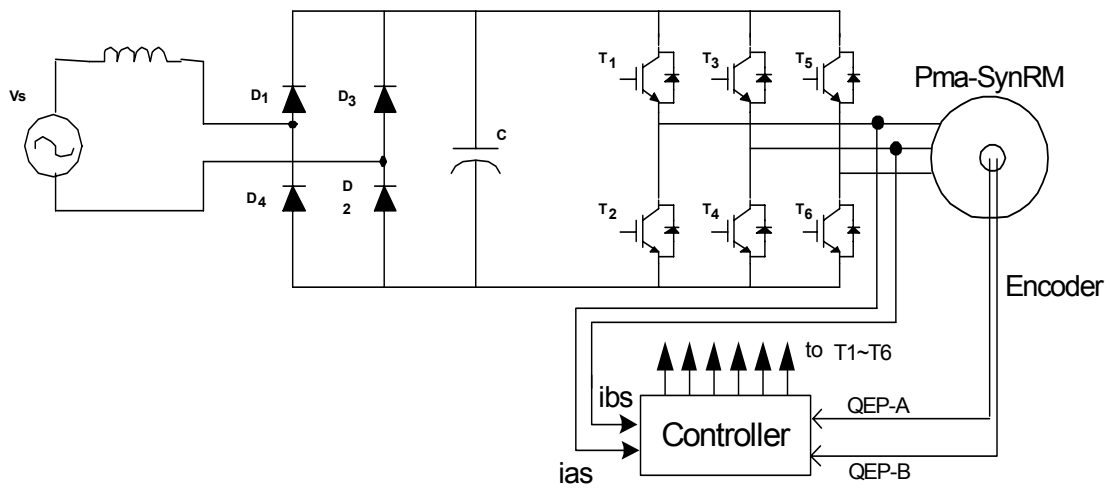 Vs
D1
D3
D4
D
2
C
T1
T3
T5
T2
T4
T6
Pma-SynRM
Encoder
to T1~T6
ibs
ias
Controller
QEP-A
QEP-B